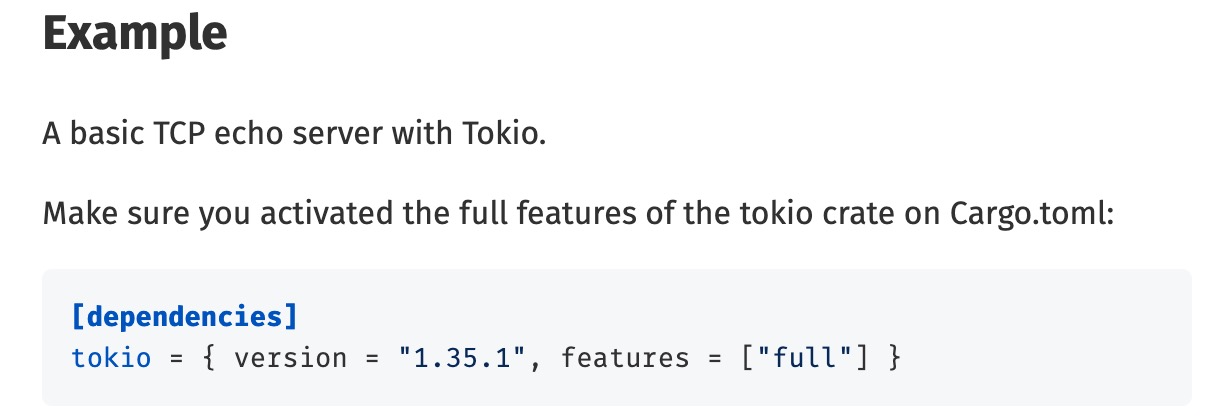 Example
A basic TCP echo server with Tokio.
Make sure you activated the full features of the tokio crate on Cargo.toml:
[dependencies]
tokio = { version = "1.35.1", features = ["full"] }